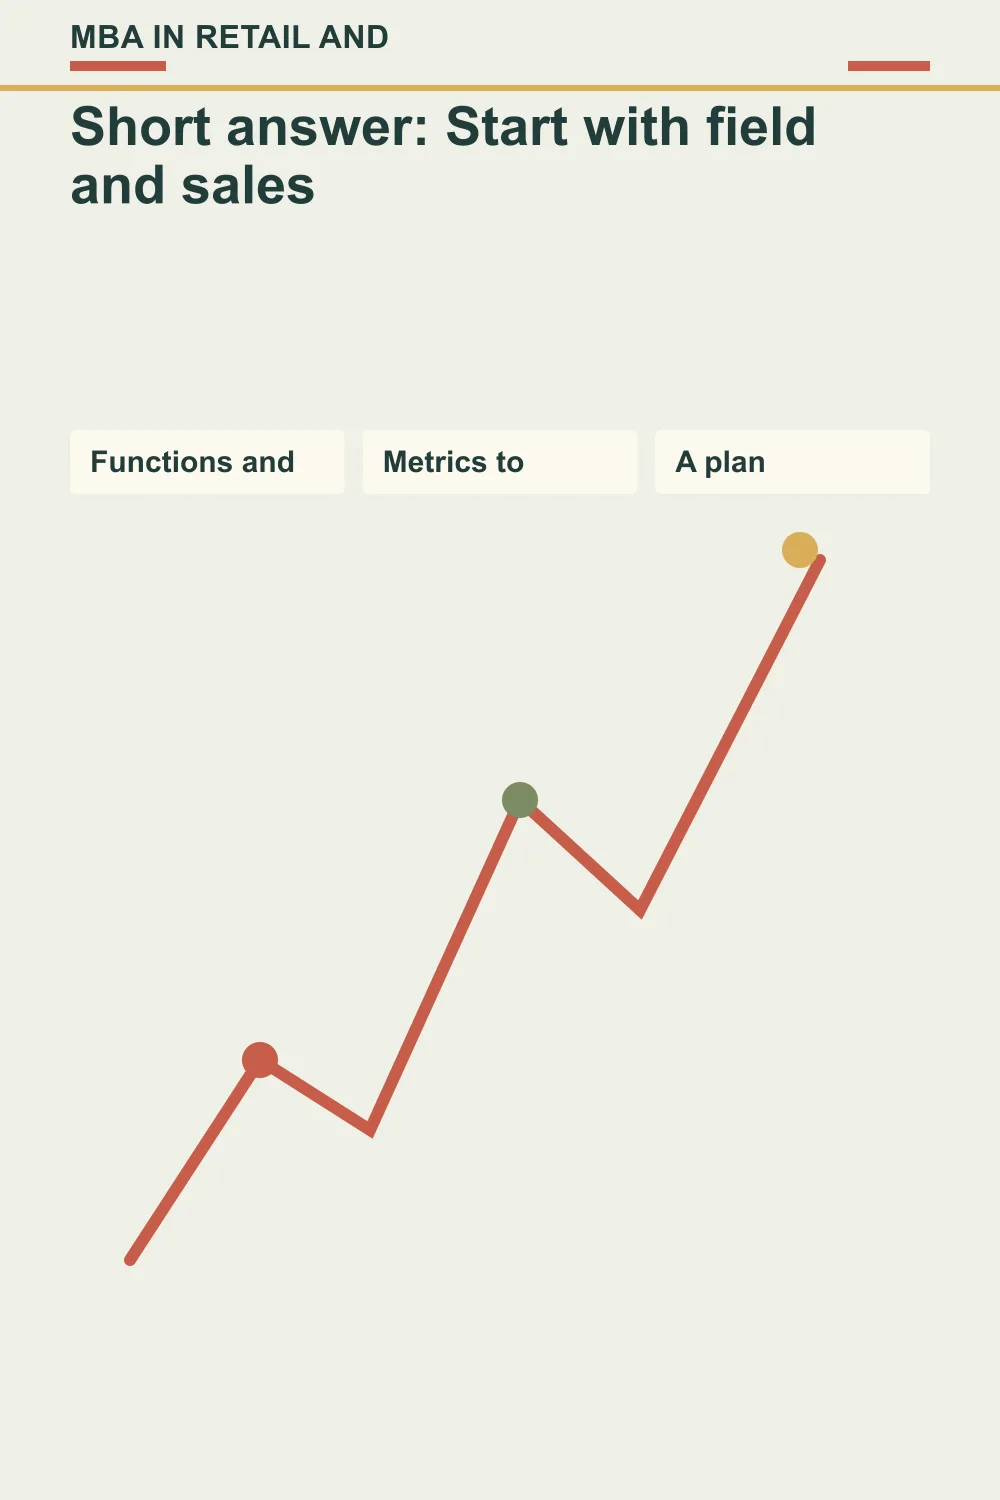 MBA IN RETAIL AND
Short answer: Start with field
and sales
Functions and
Metrics to
A plan